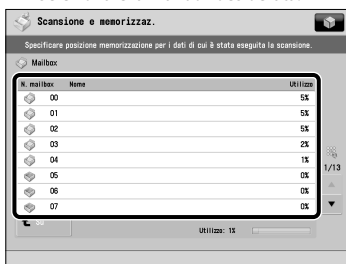 Scansione e memorizzaz.
Specificare posizione memorizzazione per i dati di cui è stata eseguita la scansione.
Mailbox
N. mailbox Nome Utilizzo
00 5%
01 5%
02 5%
03 2%
04 1%
05 0%
06 0%
07 0%
1/13
Utilizzo: 1%